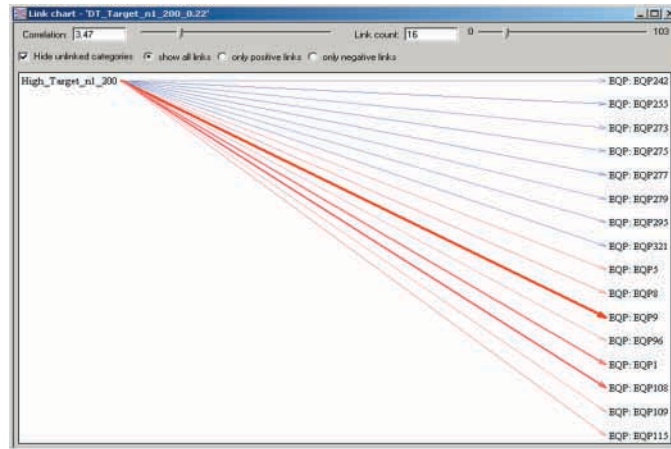 Link chart - 'DT_Target_n1_200_0.22'
Correlation: 3.47 Link count: 16 0 103
Hide unlinked categories show all links only positive links only negative links
High_Target_n1_200
EQP: EQP242
EQP: EQP255
EQP: EQP273
EQP: EQP275
EQP: EQP277
EQP: EQP279
EQP: EQP295
EQP: EQP321
EQP: EQP5
EQP: EQP8
EQP: EQP9
EQP: EQP96
EQP: EQP1
EQP: EQP108
EQP: EQP109
EQP: EQP115